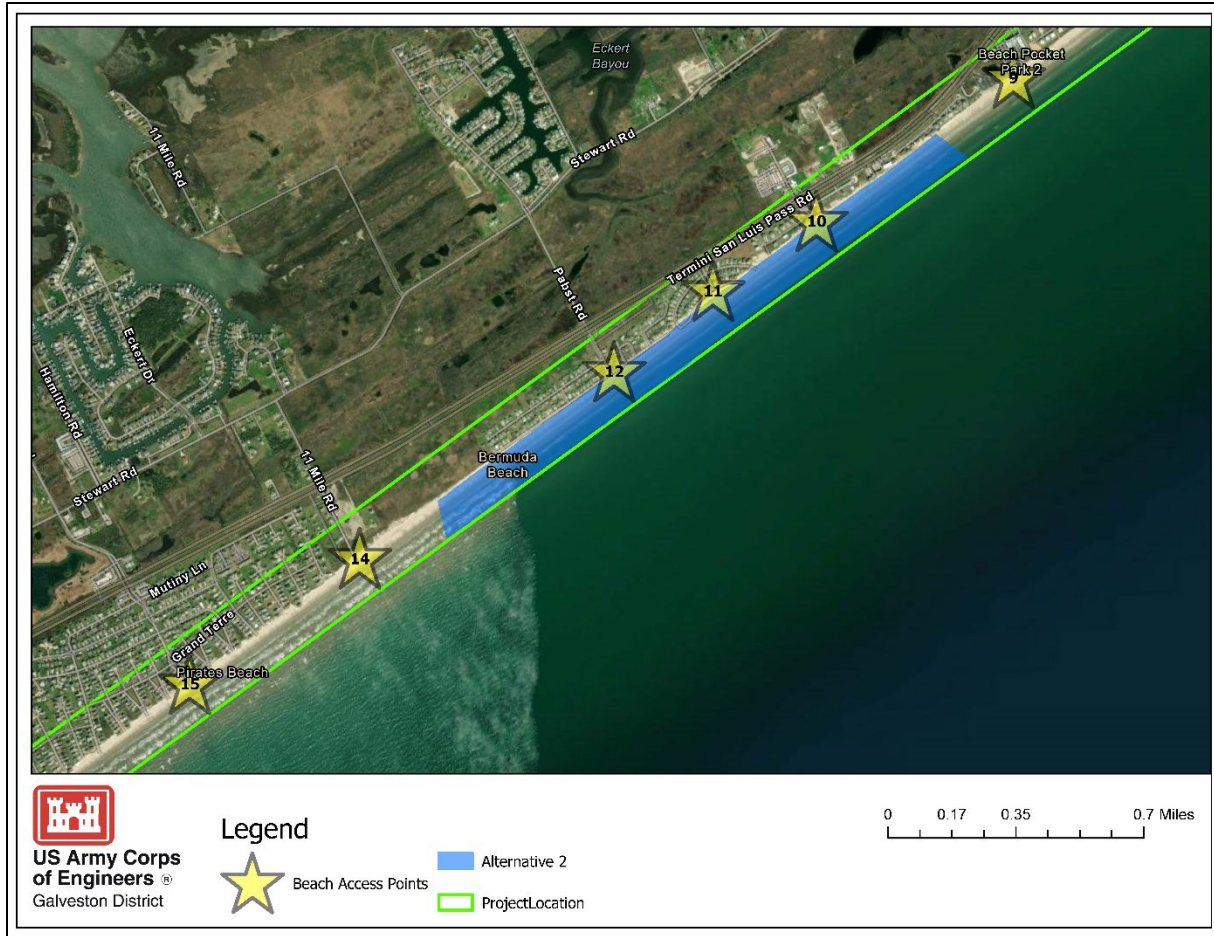 Eckert
Bayou
Beach Pocket
Park 2
9
11 Mile Rd
Stewart Rd
Termini San Luis Pass Rd
10
11
Pabst Rd
12
Eckert Dr
Hamilton Rd
Bermuda
Beach
11 Mile Rd
Stewart Rd
14
Mutiny Ln
Grand Terre
Pirates Beach
15
US Army Corps
of Engineers ®
Galveston District
Legend
Beach Access Points
Alternative 2
ProjectLocation
0 0.17 0.35 0.7 Miles